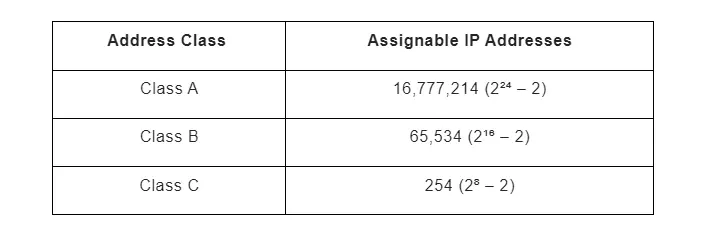 Address Class Assignable IP Addresses
Class A 16,777,214 (2²⁴ – 2)
Class B 65,534 (2¹⁶ – 2)
Class C 254 (2⁸ – 2)